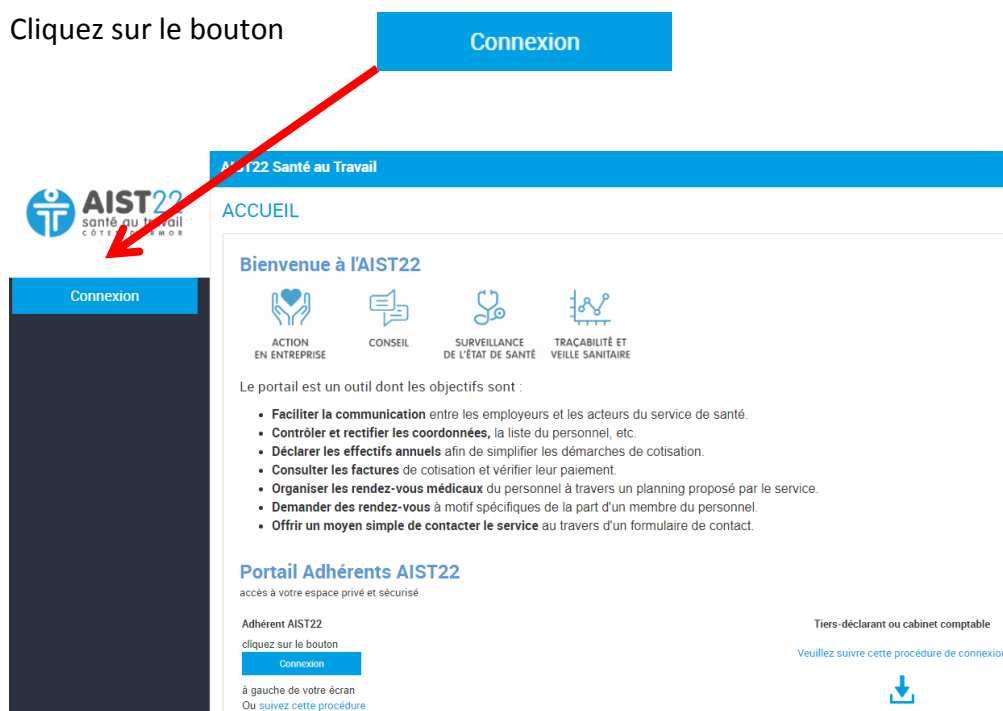 Cliquez sur le bouton
Connexion
AIST22 Santé au Travail
AIST22
santé au travail
CÔTES D'ARMOR
ACCUEIL
Connexion
Bienvenue à l'AIST22
ACTION
EN ENTREPRISE
CONSEIL
SURVEILLANCE
DE L'ÉTAT DE SANTÉ
TRAÇABILITÉ ET
VEILLE SANITAIRE
Le portail est un outil dont les objectifs sont :
• Faciliter la communication entre les employeurs et les acteurs du service de santé.
• Contrôler et rectifier les coordonnées, la liste du personnel, etc.
• Déclarer les effectifs annuels afin de simplifier les démarches de cotisation.
• Consulter les factures de cotisation et vérifier leur paiement.
• Organiser les rendez-vous médicaux du personnel à travers un planning proposé par le service.
• Demander des rendez-vous à motif spécifiques de la part d'un membre du personnel.
• Offrir un moyen simple de contacter le service au travers d'un formulaire de contact.
Portail Adhérents AIST22
accès à votre espace privé et sécurisé
Adhérent AIST22
cliquez sur le bouton
Connexion
à gauche de votre écran
Ou suivez cette procédure
Tiers-déclarant ou cabinet comptable
Veuillez suivre cette procédure de connexion